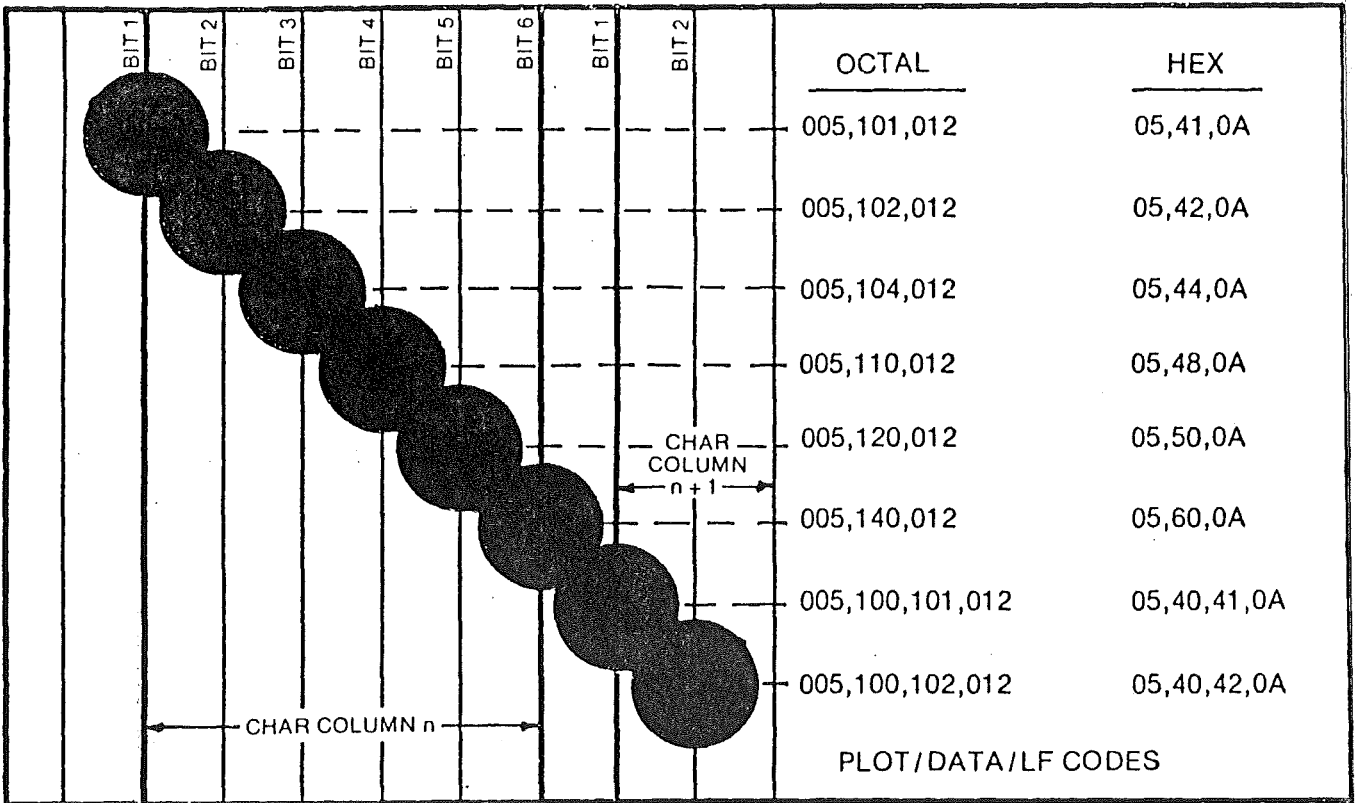 BIT 1
BIT 2
BIT 3
BIT 4
BIT 5
BIT 6
BIT 1
BIT 2
OCTAL HEX
005,101,012 05,41,0A
005,102,012 05,42,0A
005,104,012 05,44,0A
005,110,012 05,48,0A
005,120,012 05,50,0A
CHAR
COLUMN
n + 1
005,140,012 05,60,0A
005,100,101,012 05,40,41,0A
005,100,102,012 05,40,42,0A
CHAR COLUMN n
PLOT/DATA/LF CODES